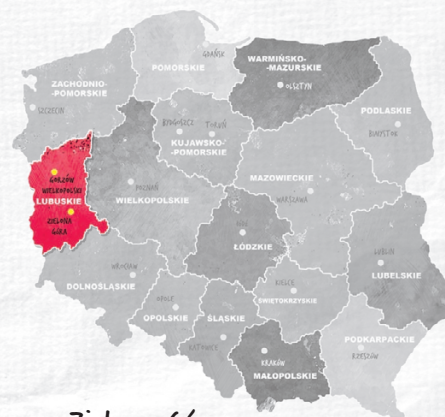 GDAŃSK
POMORSKIE
WARMIŃSKO-
-MAZURSKIE
OLSZTYN
ZACHODNIO-
-POMORSKIE
SZCZECIN
PODLASKIE
BIAŁYSTOK
BYDGOSZCZ
TORUŃ
KUJAWSKO-
-POMORSKIE
GORZÓW
WIELKOPOLSKI
LUBUSKIE
ZIELONA
GÓRA
POZNAŃ
WIELKOPOLSKIE
MAZOWIECKIE
WARSZAWA
ŁÓDZKIE
LUBLIN
LUBELSKIE
WROCŁAW
DOLNOŚLĄSKIE
OPOLE
OPOLSKIE
ŚLĄSKIE
KATOWICE
KIELCE
ŚWIĘTOKRZYSKIE
KRAKÓW
MAŁOPOLSKIE
PODKARPACKIE
RZESZÓW